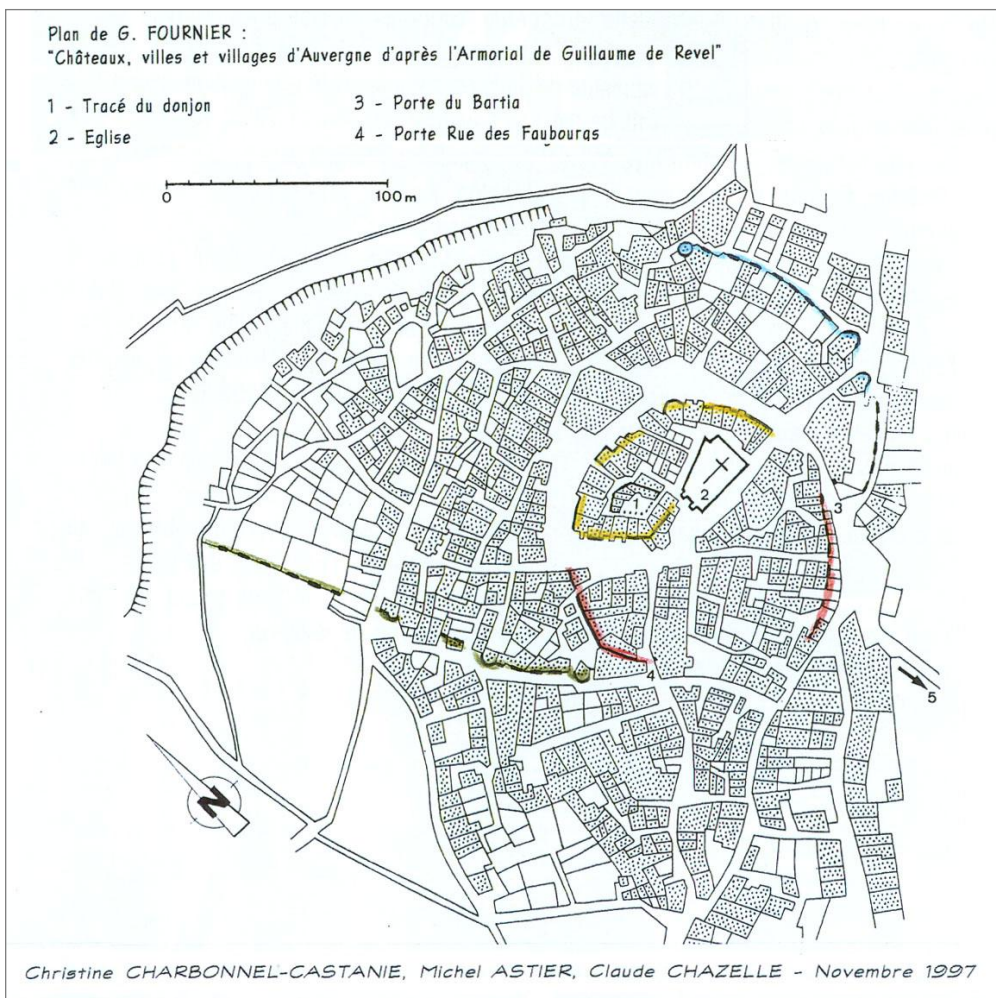 Plan de G. FOURNIER :
"Châteaux, villes et villages d'Auvergne d'après l'Armorial de Guillaume de Revel"
1 - Tracé du donjon
2 - Eglise
3 - Porte du Bartia
4 - Porte Rue des Faubourgs
0 100m
1
2
3
4
5
N
Christine CHARBONNEL-CASTANIE, Michel ASTIER, Claude CHAZELLE - Novembre 1997